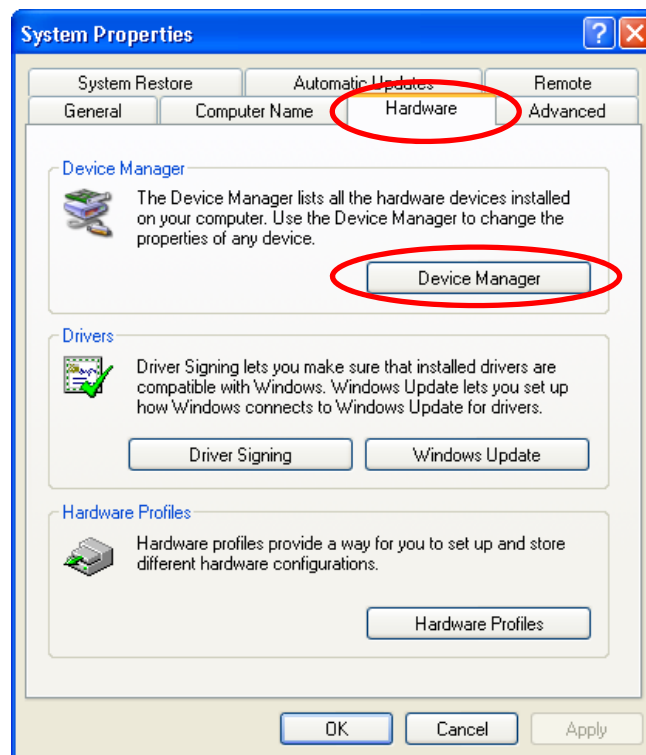 System Properties
System Restore Automatic Updates Remote
General Computer Name Hardware Advanced
Device Manager
The Device Manager lists all the hardware devices installed
on your computer. Use the Device Manager to change the
properties of any device.
Device Manager
Drivers
Driver Signing lets you make sure that installed drivers are
compatible with Windows. Windows Update lets you set up
how Windows connects to Windows Update for drivers.
Driver Signing Windows Update
Hardware Profiles
Hardware profiles provide a way for you to set up and store
different hardware configurations.
Hardware Profiles
OK Cancel Apply